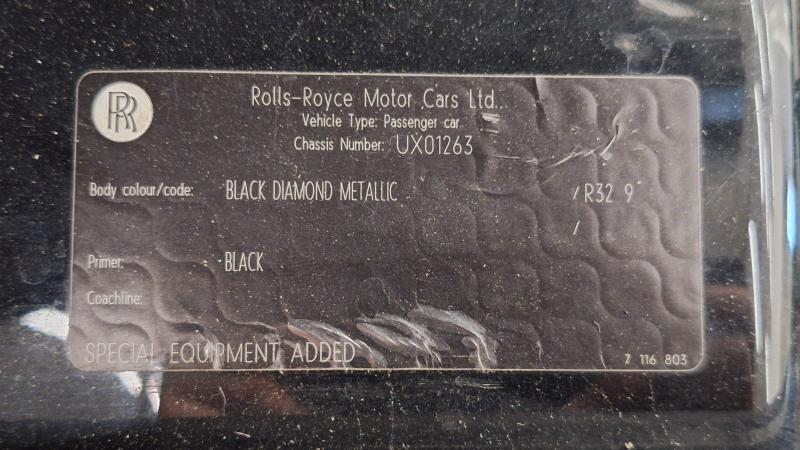 RR
Rolls-Royce Motor Cars Ltd.
Vehicle Type: Passenger car
Chassis Number: UX01263
Body colour/code: BLACK DIAMOND METALLIC /R32 9
/
Primer: BLACK
Coachline:
SPECIAL EQUIPMENT ADDED
7 116 803